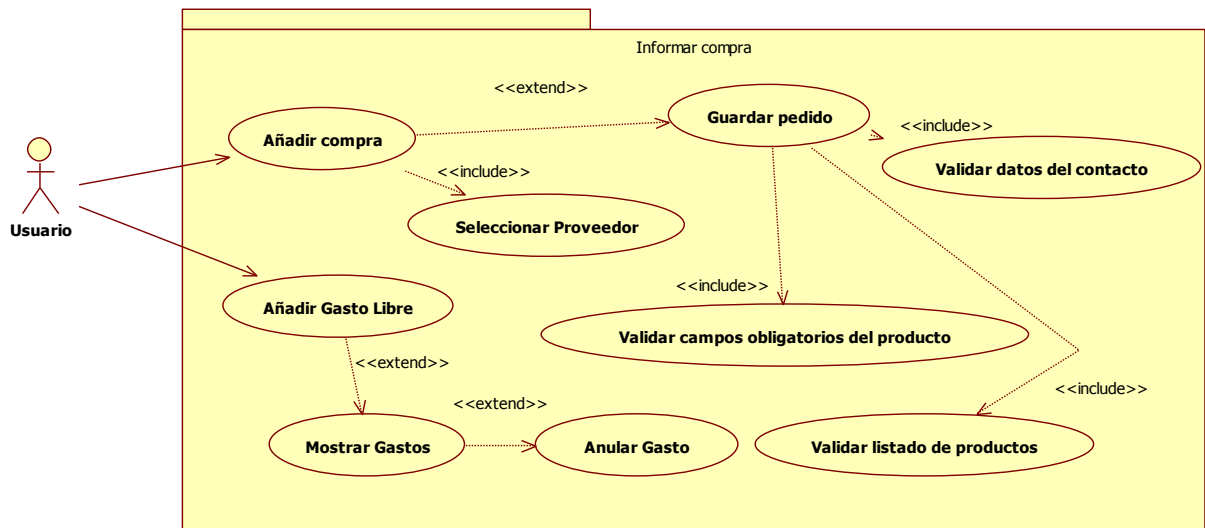 Informar compra
<<extend>>
Guardar pedido
<<include>>
Añadir compra
Validar datos del contacto
<<include>>
Usuario
Seleccionar Proveedor
<<include>>
Añadir Gasto Libre
Validar campos obligatorios del producto
<<extend>>
<<include>>
<<extend>>
Mostrar Gastos
Anular Gasto
Validar listado de productos